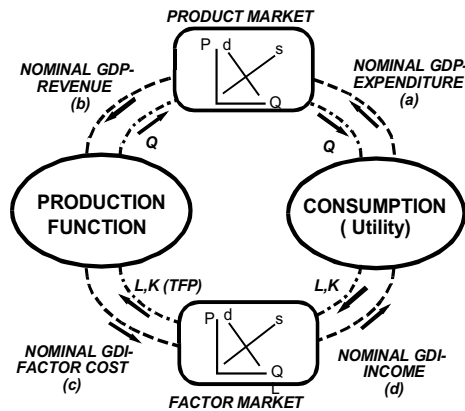 PRODUCT MARKET
P d s
Q
NOMINAL GDP-
REVENUE
(b)
NOMINAL GDP-
EXPENDITURE
(a)
Q
Q
PRODUCTION
FUNCTION
CONSUMPTION
( Utility)
L,K (TFP)
L,K
P d s
Q
L
NOMINAL GDI-
FACTOR COST
(c)
NOMINAL GDI-
INCOME
(d)
FACTOR MARKET